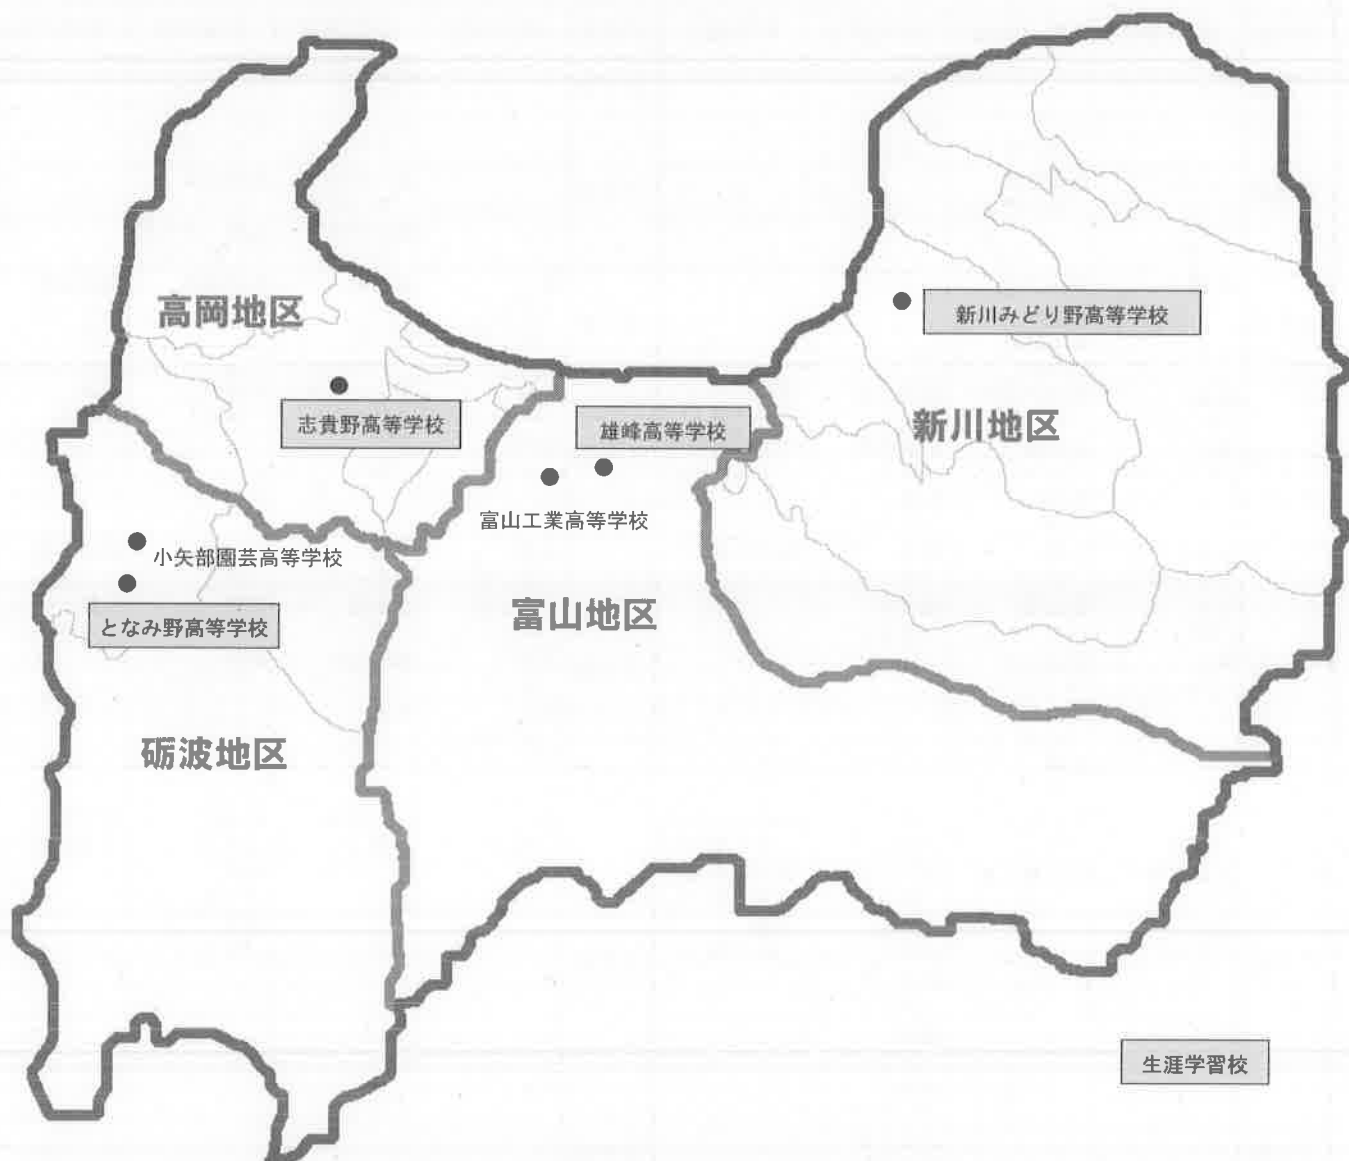 高岡地区
新川みどり野高等学校
志貴野高等学校
雄峰高等学校
新川地区
富山工業高等学校
小矢部園芸高等学校
となみ野高等学校
富山地区
砺波地区
生涯学習校